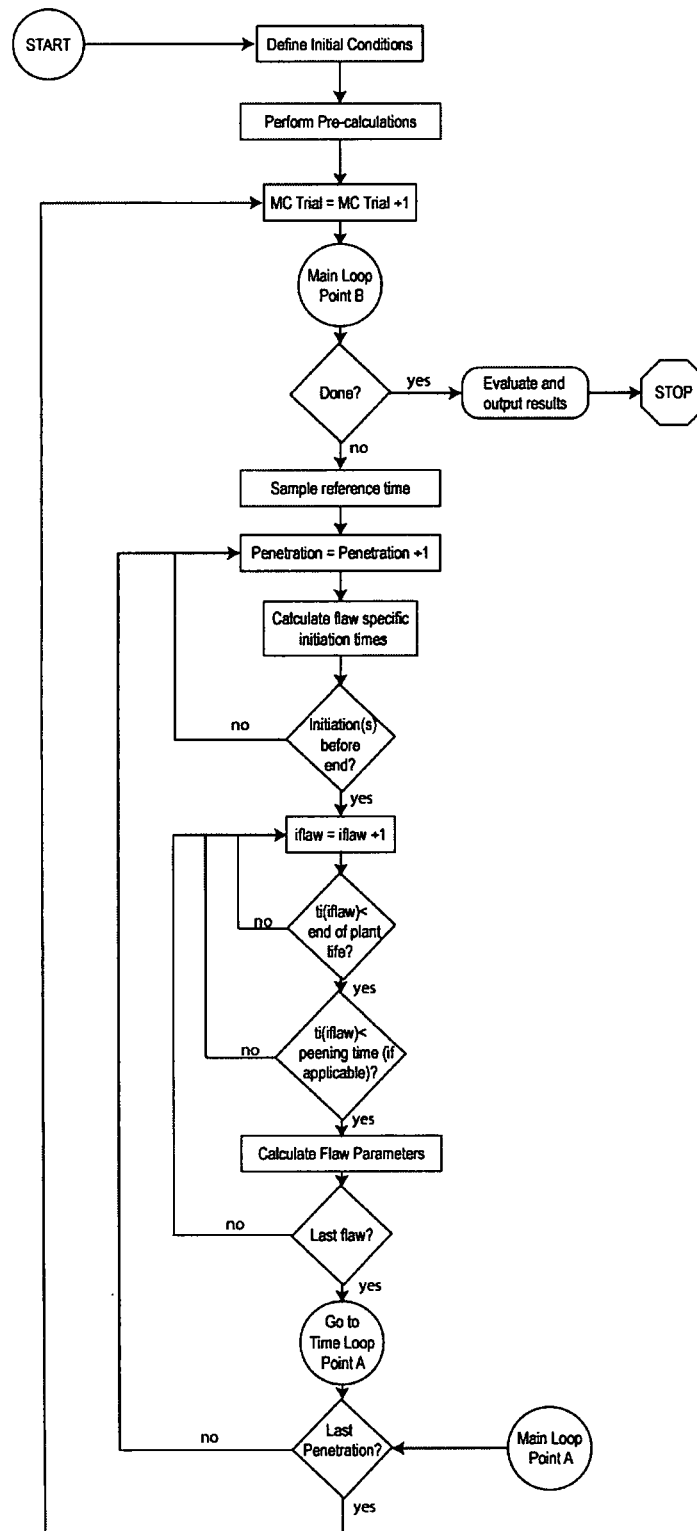 START
Define Initial Conditions
Perform Pre-calculations
MC Trial = MC Trial +1
Main Loop
Point B
Done?
yes
Evaluate and
output results
STOP
no
Sample reference time
Penetration = Penetration +1
Calculate flaw specific
initiation times
no
Initiation(s)
before
end?
yes
iflaw = iflaw +1
no
ti(iflaw)<
end of plant
life?
yes
no
ti(iflaw)<
peening time (if
applicable)?
yes
Calculate Flaw Parameters
no
Last flaw?
yes
Go to
Time Loop
Point A
no
Last
Penetration?
Main Loop
Point A
yes